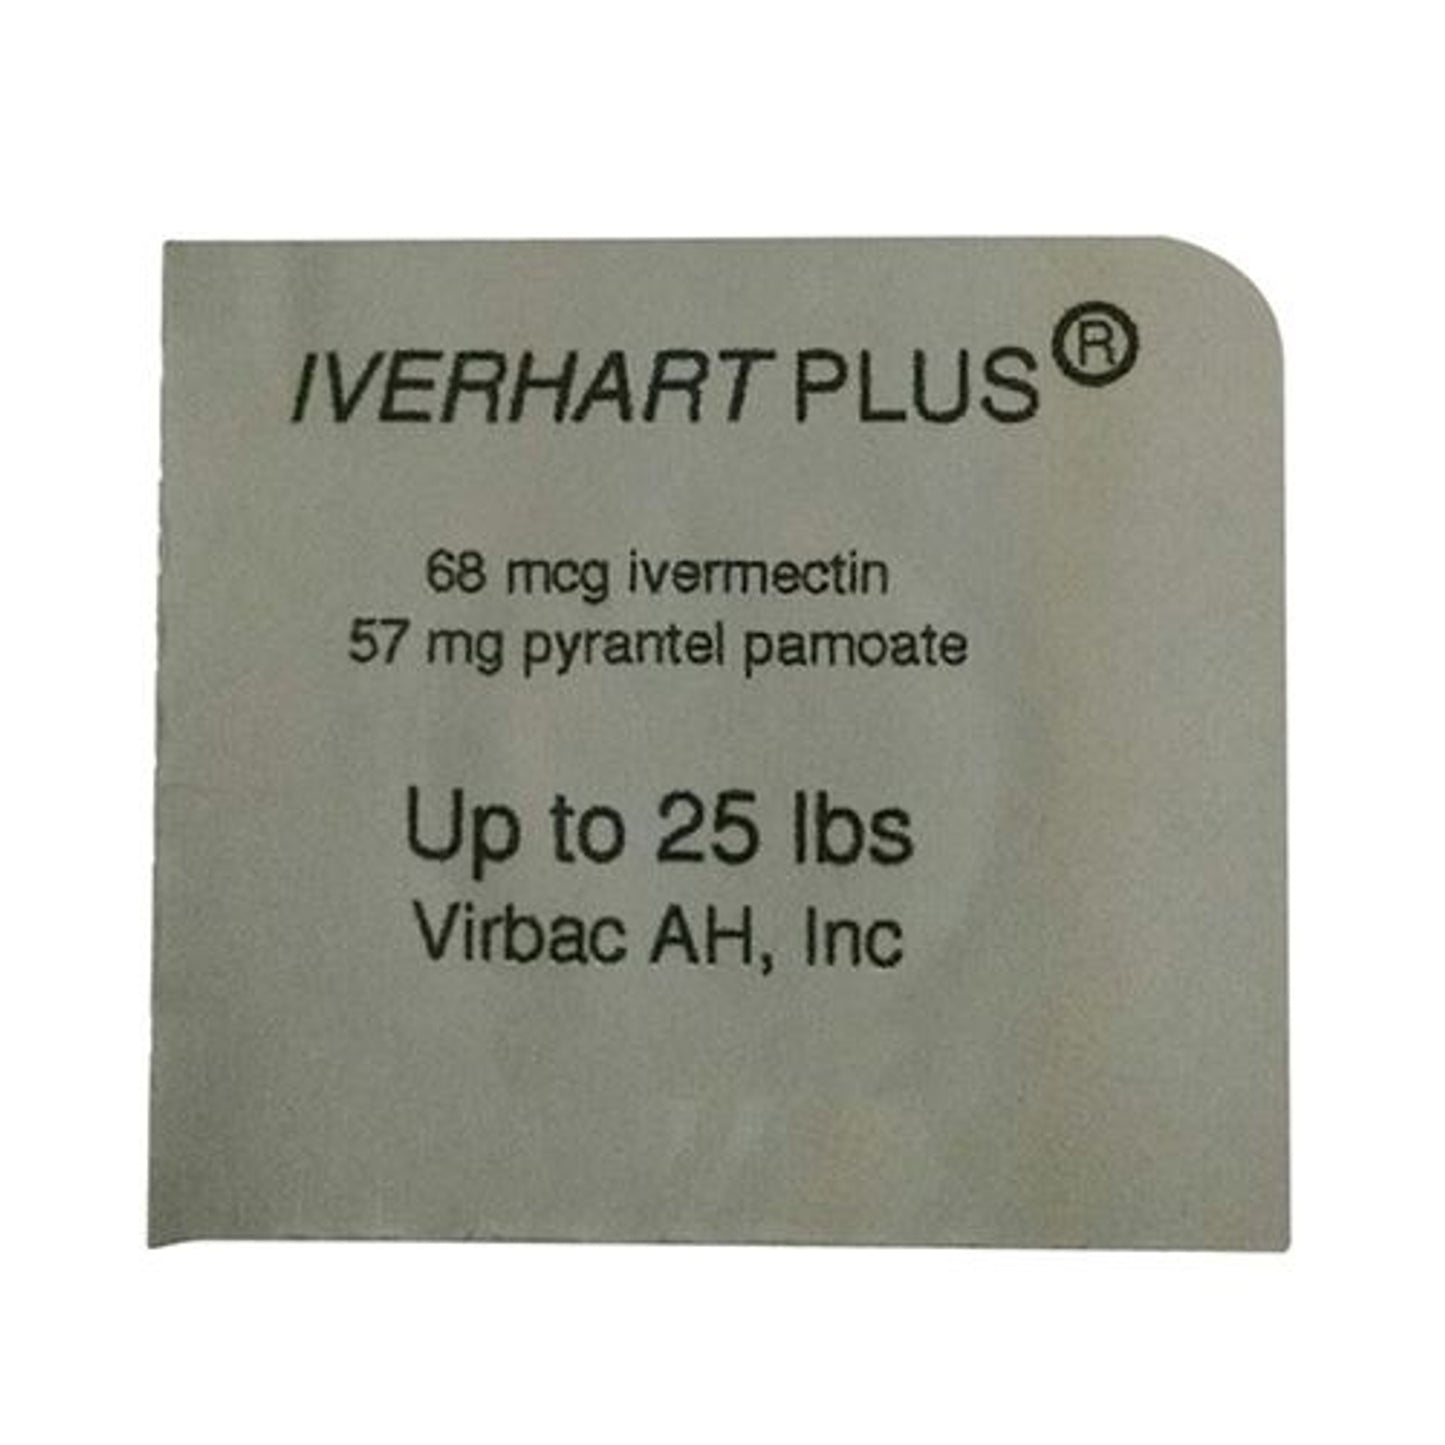 IVERHART PLUS®
68 mcg ivermectin
57 mg pyrantel pamoate
Up to 25 lbs
Virbac AH, Inc